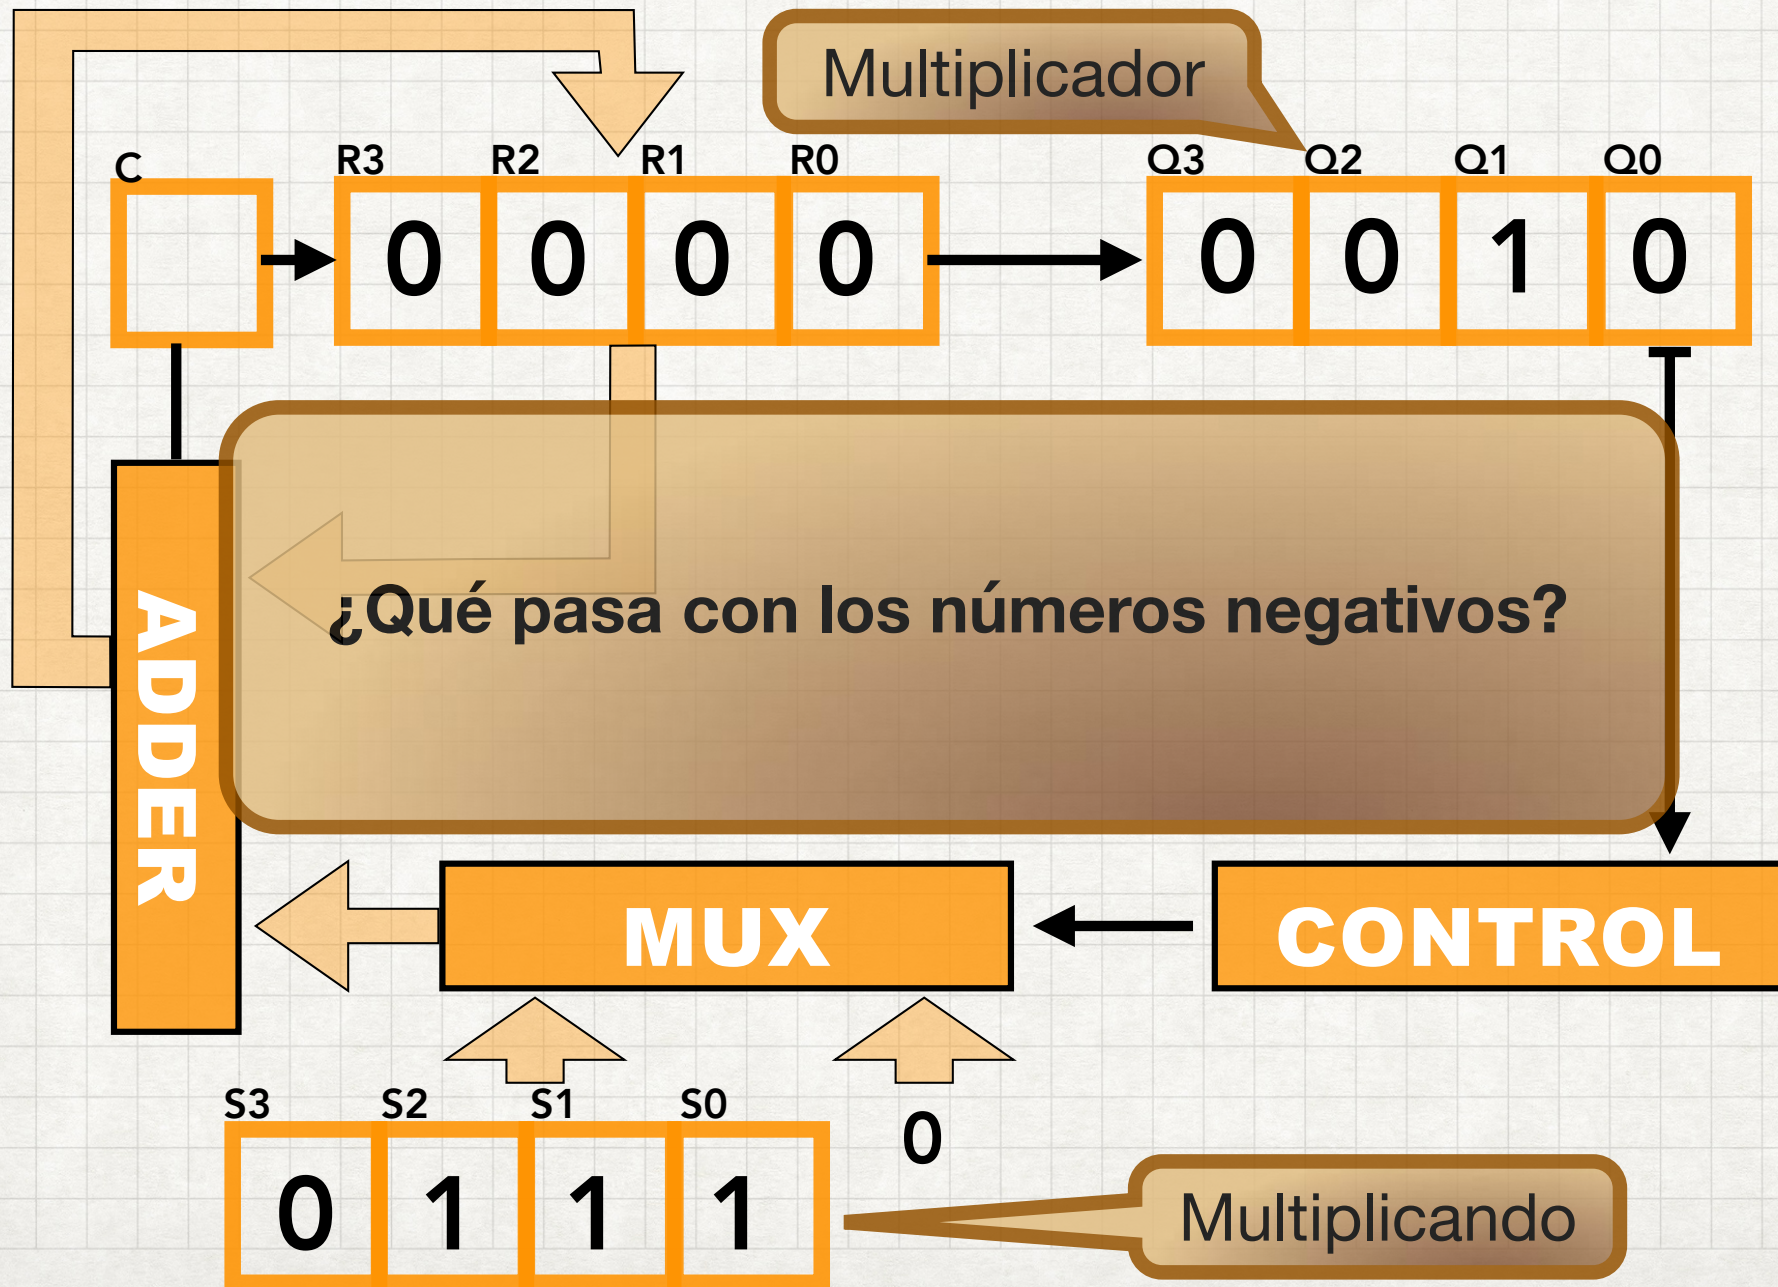 Multiplicador
C R3 R2 R1 R0 Q3 Q2 Q1 Q0
0 0 0 0 0 0 1 0
¿Qué pasa con los números negativos?
ADDER
MUX CONTROL
S3 S2 S1 S0
0
0 1 1 1
Multiplicando